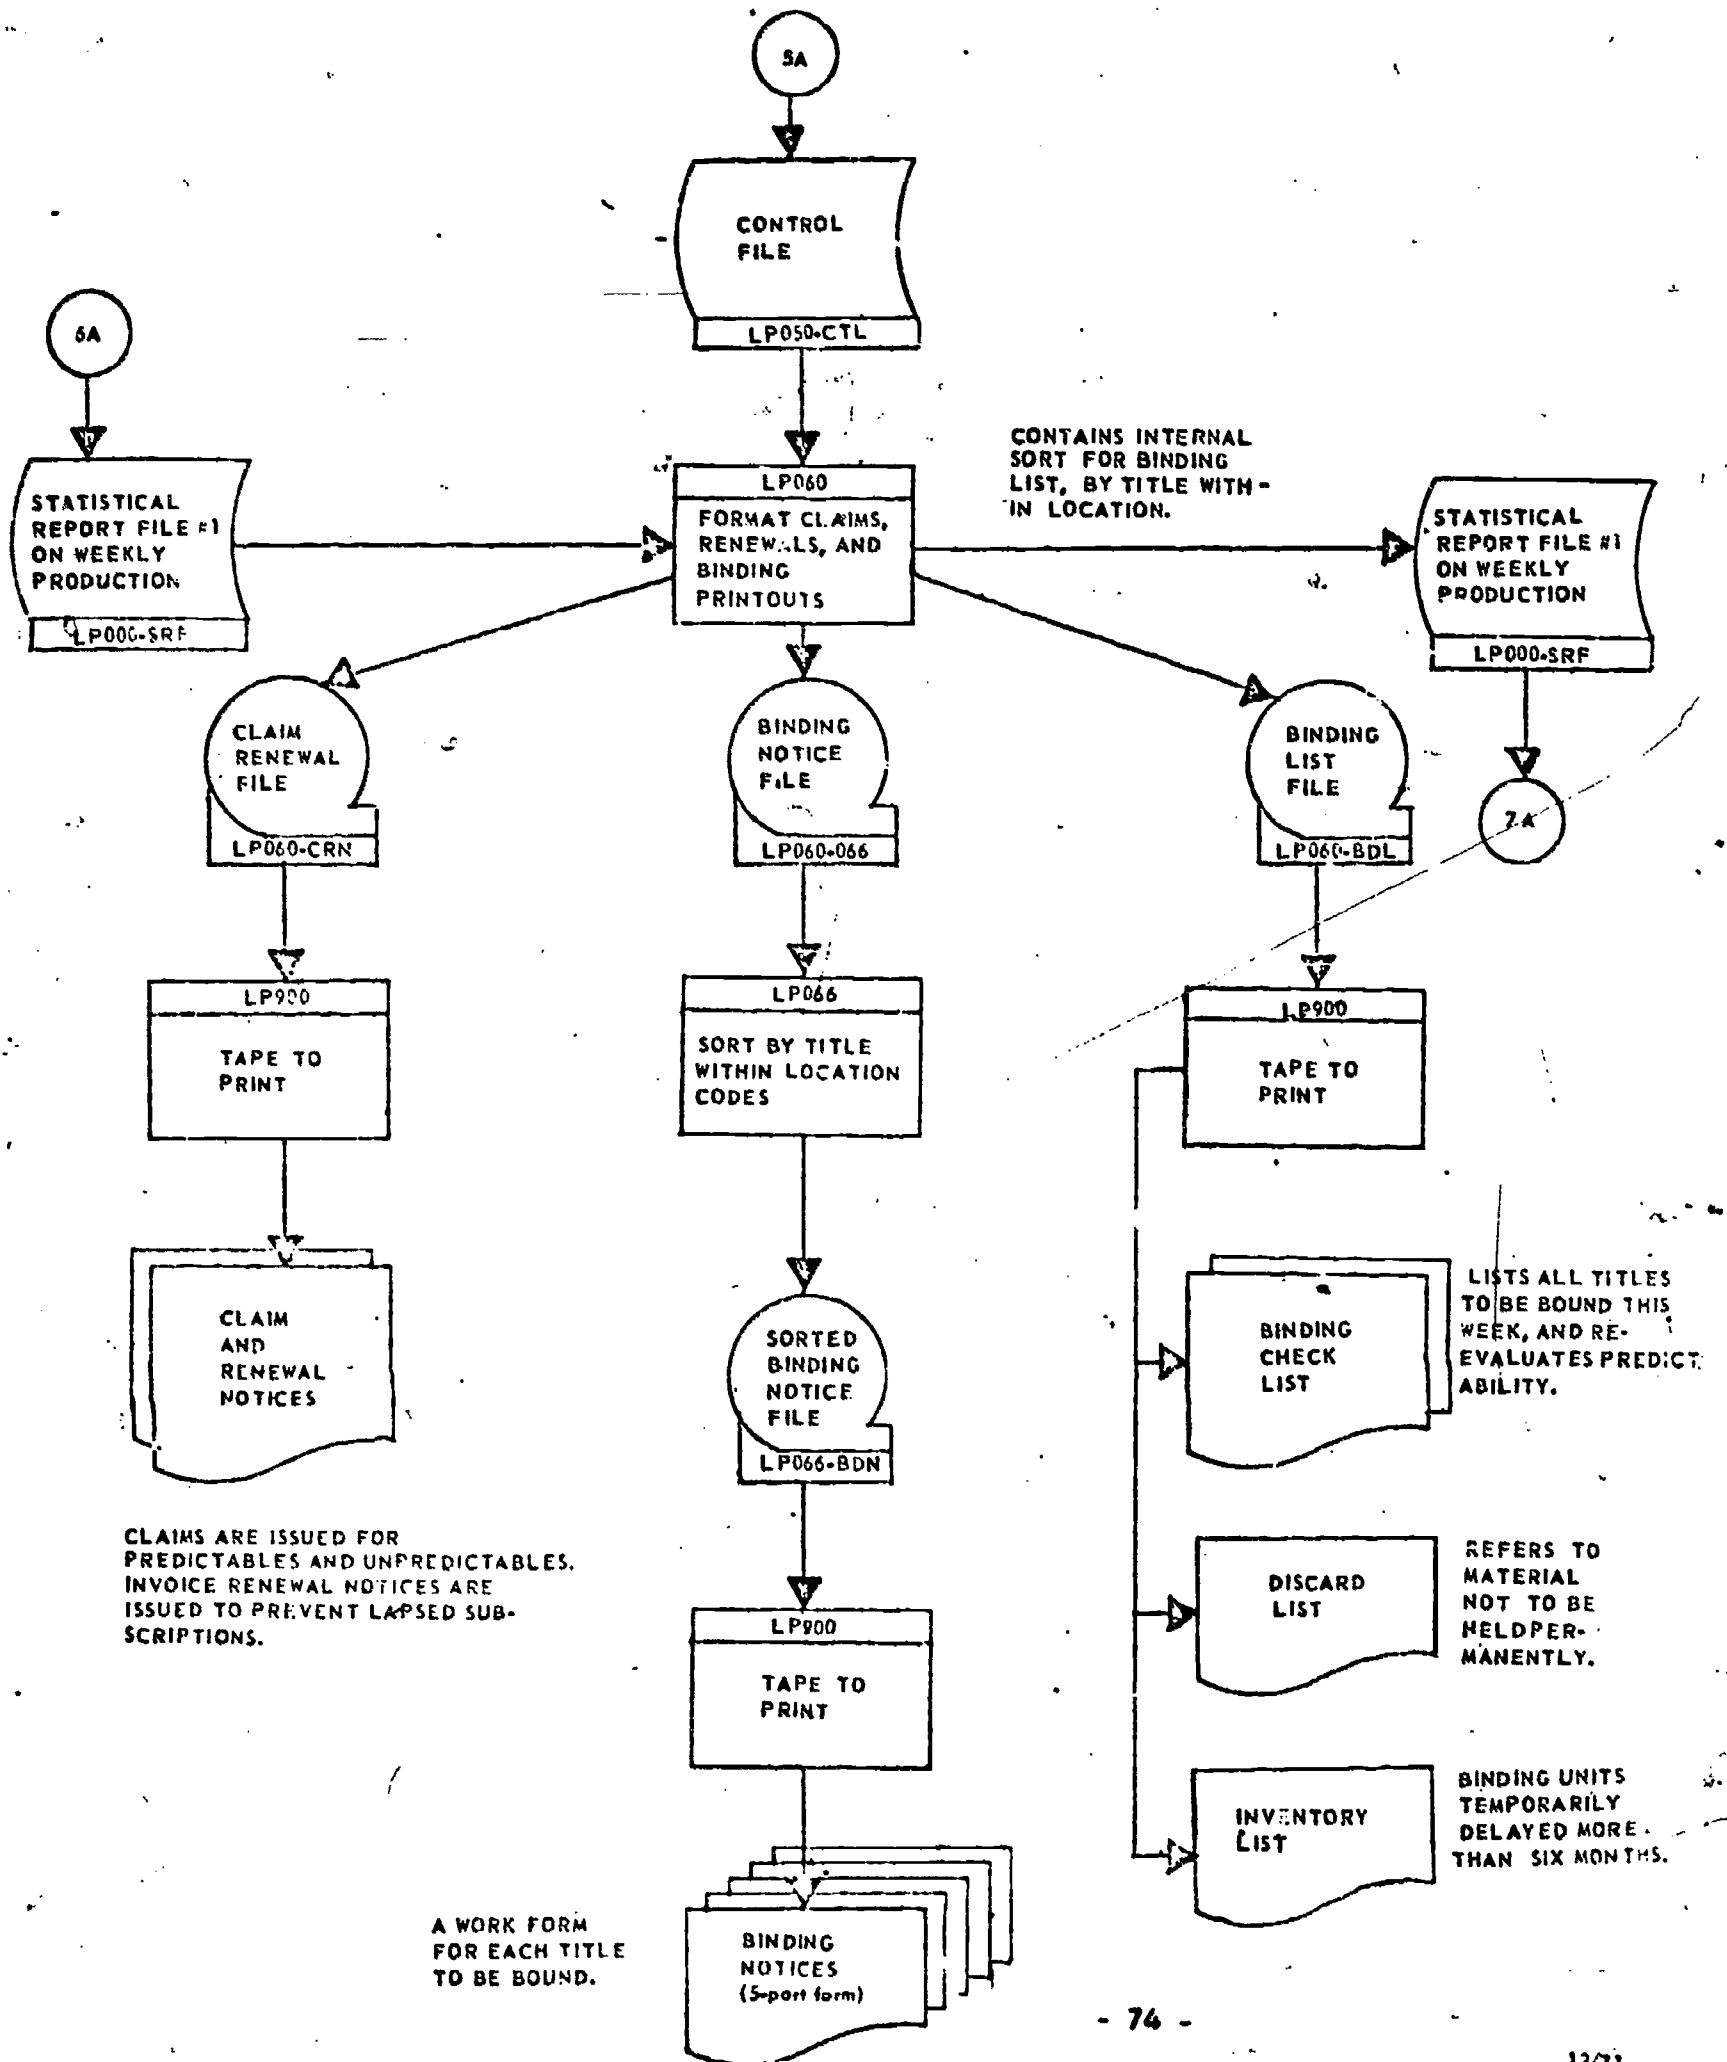 5A
CONTROL
FILE
LP050-CTL
6A
STATISTICAL
REPORT FILE #1
ON WEEKLY
PRODUCTION
LP000-SRF
LP060
FORMAT CLAIMS,
RENEWALS, AND
BINDING
PRINTOUTS
CONTAINS INTERNAL
SORT FOR BINDING
LIST, BY TITLE WITH-
IN LOCATION.
STATISTICAL
REPORT FILE #1
ON WEEKLY
PRODUCTION
LP000-SRF
7A
CLAIM
RENEWAL
FILE
LP060-CRN
BINDING
NOTICE
FILE
LP060-066
BINDING
LIST
FILE
LP060-BDL
LP900
TAPE TO
PRINT
LP066
SORT BY TITLE
WITHIN LOCATION
CODES
LP900
TAPE TO
PRINT
CLAIM
AND
RENEWAL
NOTICES
CLAIMS ARE ISSUED FOR
PREDICTABLES AND UNPREDICTABLES.
INVOICE RENEWAL NOTICES ARE
ISSUED TO PREVENT LAPSED SUB-
SCRIPTIONS.
SORTED
BINDING
NOTICE
FILE
LP066-BDN
LP900
TAPE TO
PRINT
A WORK FORM
FOR EACH TITLE
TO BE BOUND.
BINDING
NOTICES
(5-part form)
BINDING
CHECK
LIST
LISTS ALL TITLES
TO BE BOUND THIS
WEEK, AND RE-
EVALUATES PREDICT
ABILITY.
DISCARD
LIST
REFERS TO
MATERIAL
NOT TO BE
HELD PER-
MANENTLY.
INVENTORY
LIST
BINDING UNITS
TEMPORARILY
DELAYED MORE
THAN SIX MONTHS.
- 74 -